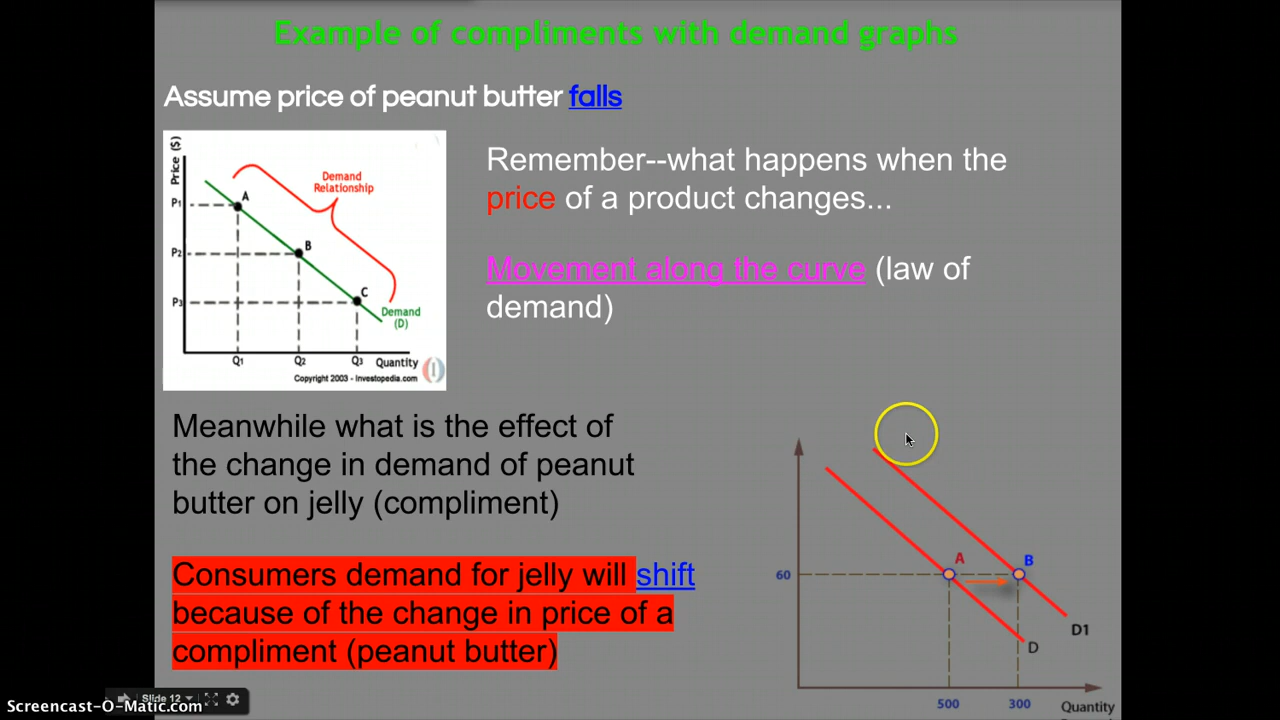 Example of compliments with demand graphs
Assume price of peanut butter falls
Price ($)
Demand
Relationship
P1
A
P2
B
P3
C
Demand
(D)
Q1
Q2
Q3
Quantity
Copyright 2003 - Investopedia.com
Remember--what happens when the
price of a product changes...
Movement along the curve (law of
demand)
Meanwhile what is the effect of
the change in demand of peanut
butter on jelly (compliment)
Consumers demand for jelly will shift
because of the change in price of a
compliment (peanut butter)
60
A
B
D1
D
500
300
Quantity
Slide 12
Screencast-O-Matic.com